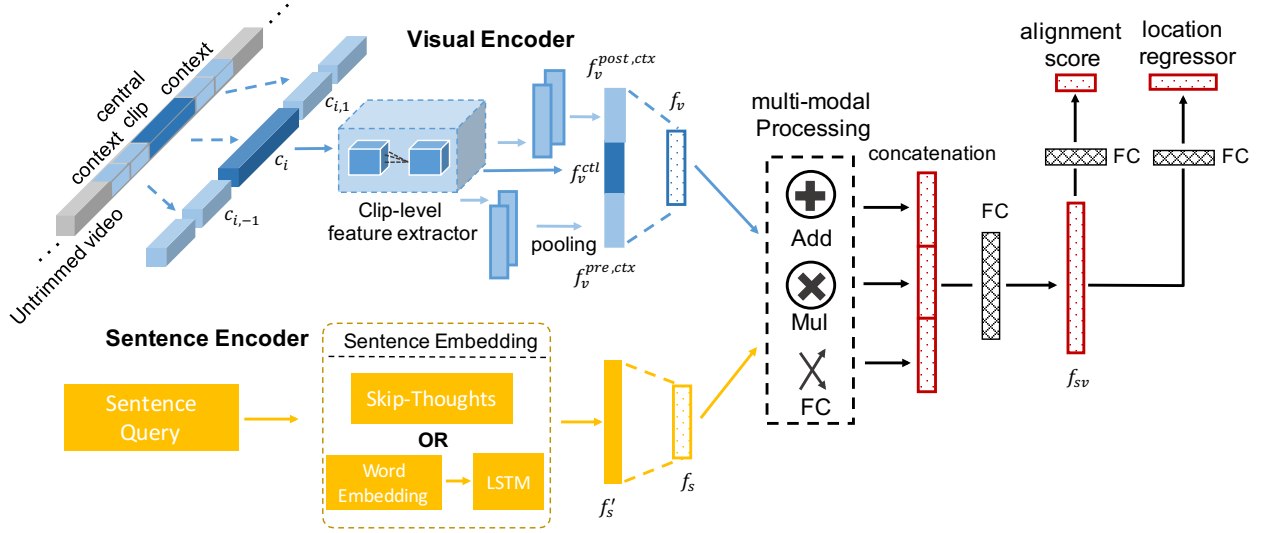 Visual Encoder
context
central
clip
context
Untrimmed video
c_{i,1}
c_i
c_{i,-1}
Clip-level
feature extractor
pooling
f_v^{post,ctx}
f_v^{ctl}
f_v^{pre,ctx}
f_v
multi-modal
Processing
Add
Mul
FC
concatenation
FC
f_{sv}
alignment
score
location
regressor
FC
FC
Sentence Encoder
Sentence
Query
Sentence Embedding
Skip-Thoughts
OR
Word
Embedding
LSTM
f_s'
f_s